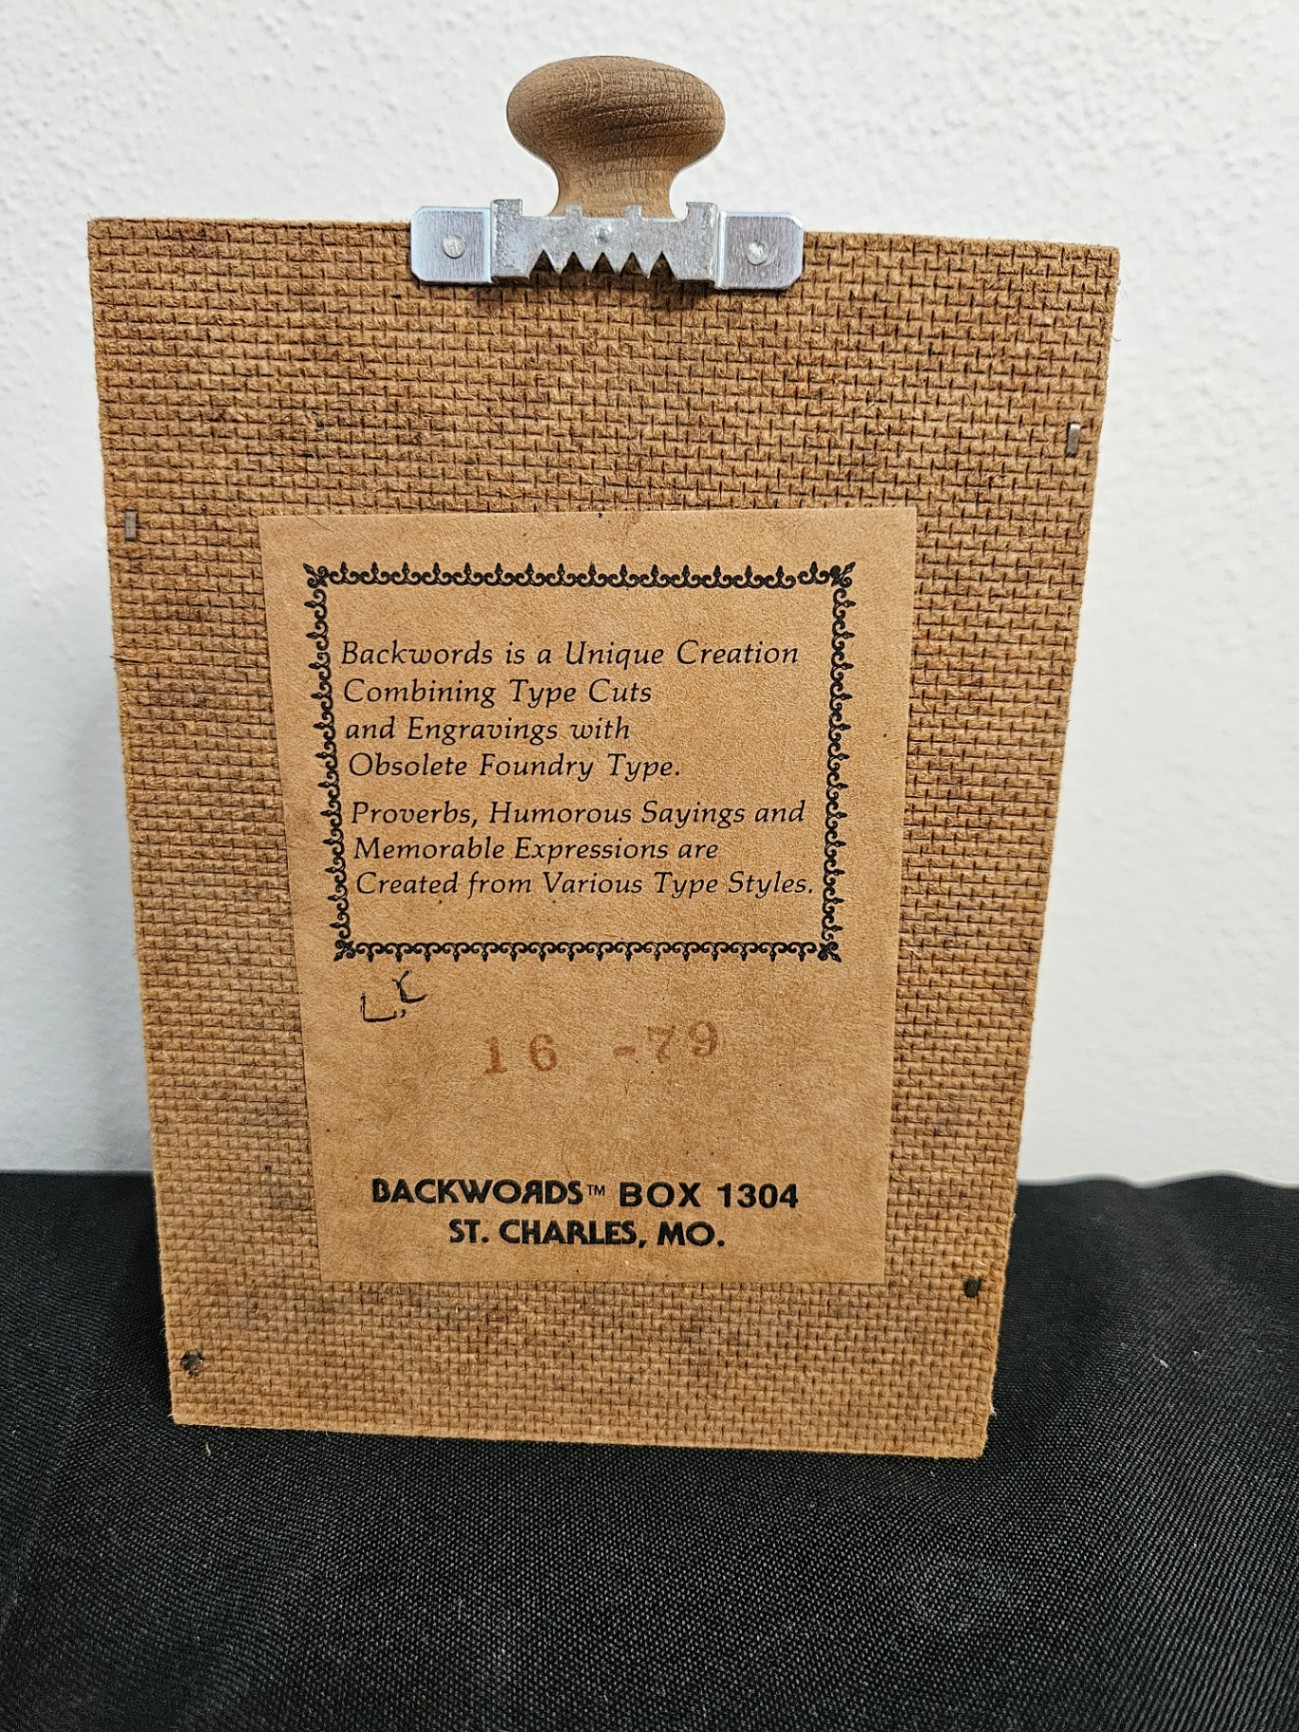 Backwords is a Unique Creation
Combining Type Cuts
and Engravings with
Obsolete Foundry Type.
Proverbs, Humorous Sayings and
Memorable Expressions are
Created from Various Type Styles.
16 -79
BACKWORDS™ BOX 1304
ST. CHARLES, MO.